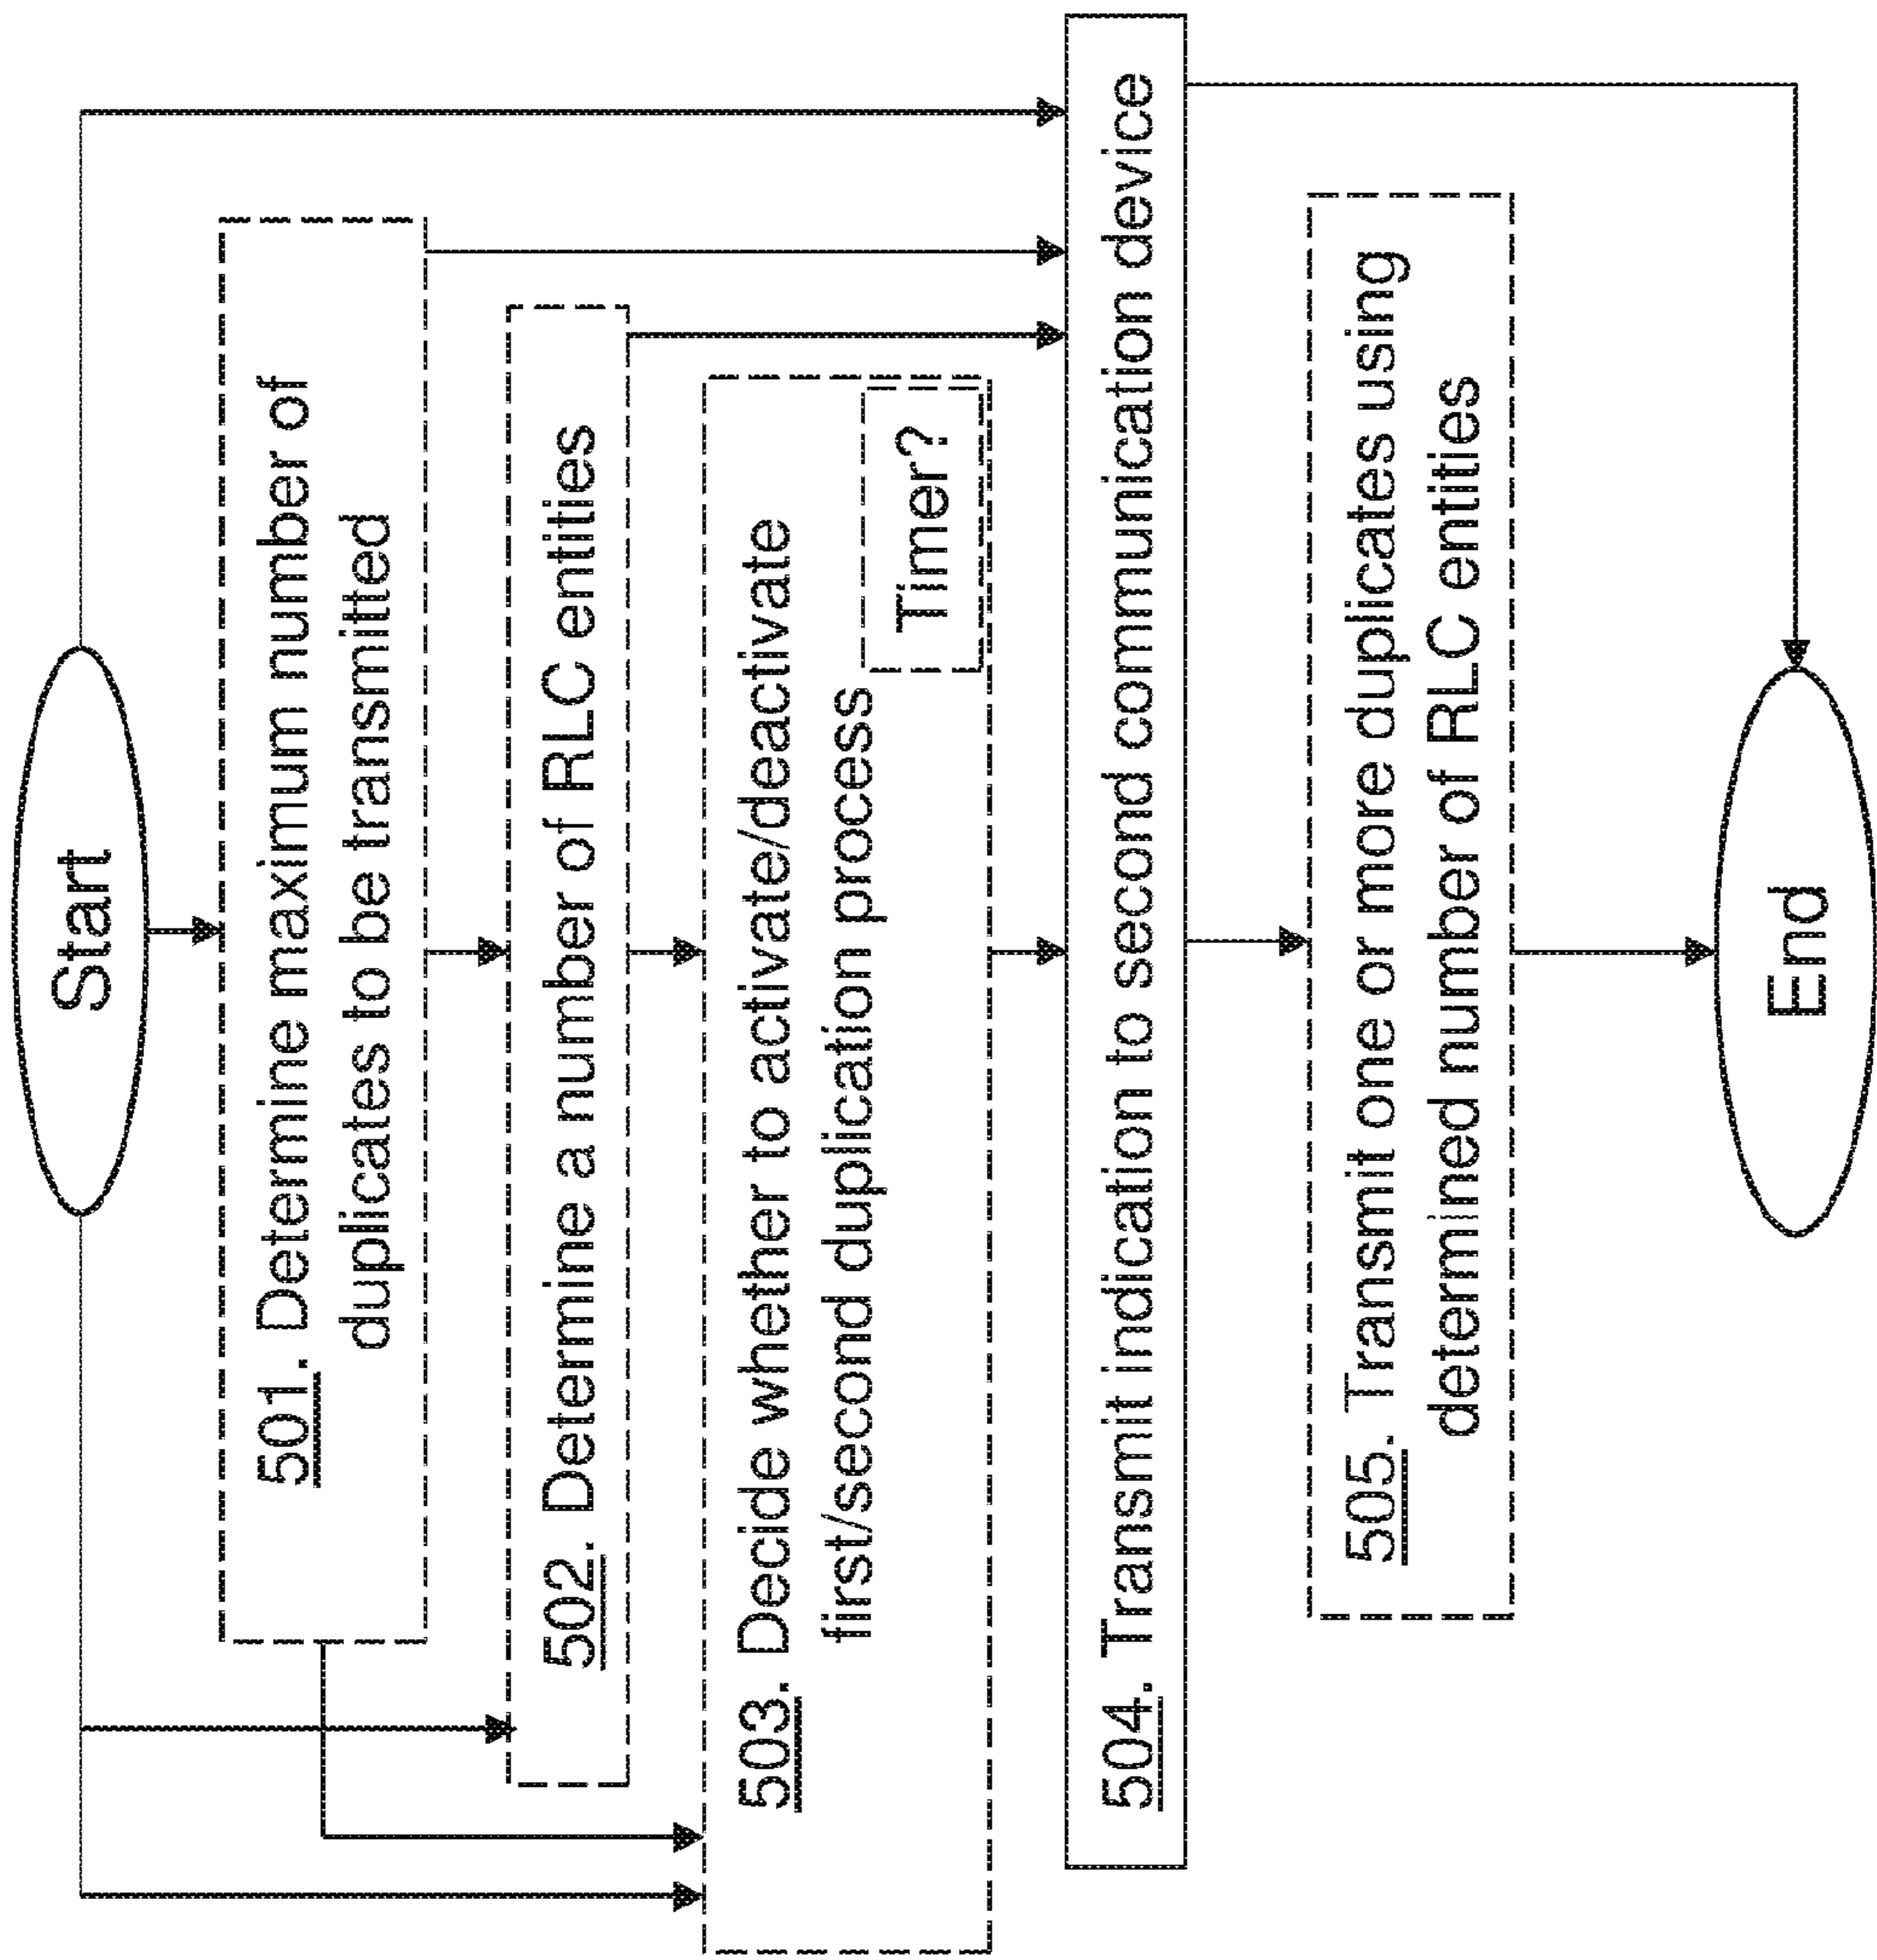 Start
501. Determine maximum number of
duplicates to be transmitted
502. Determine a number of RLC entities
503. Decide whether to activate/deactivate
first/second duplication process
Timer?
504. Transmit indication to second communication device
505. Transmit one or more duplicates using
determined number of RLC entities
End